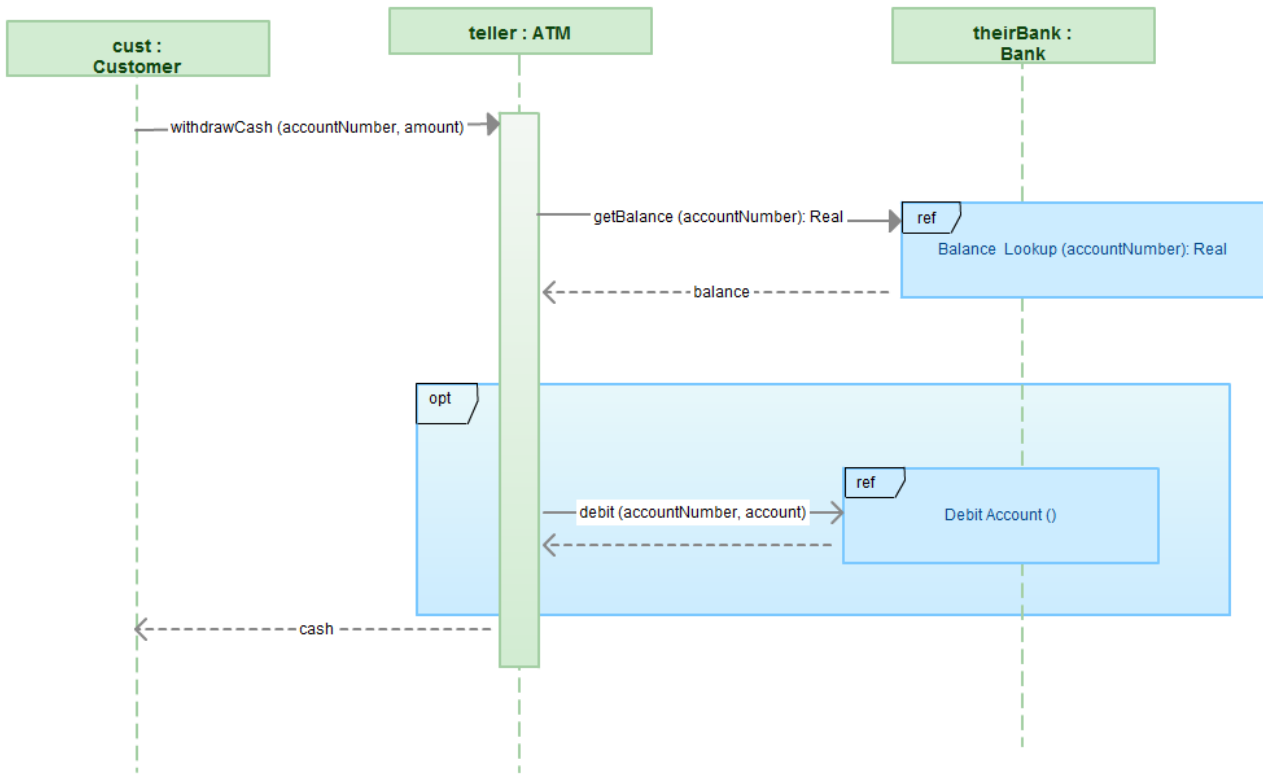 cust :
Customer
teller : ATM
theirBank :
Bank
withdrawCash (accountNumber, amount)
getBalance (accountNumber): Real
ref
Balance Lookup (accountNumber): Real
balance
opt
ref
debit (accountNumber, account)
Debit Account ()
cash